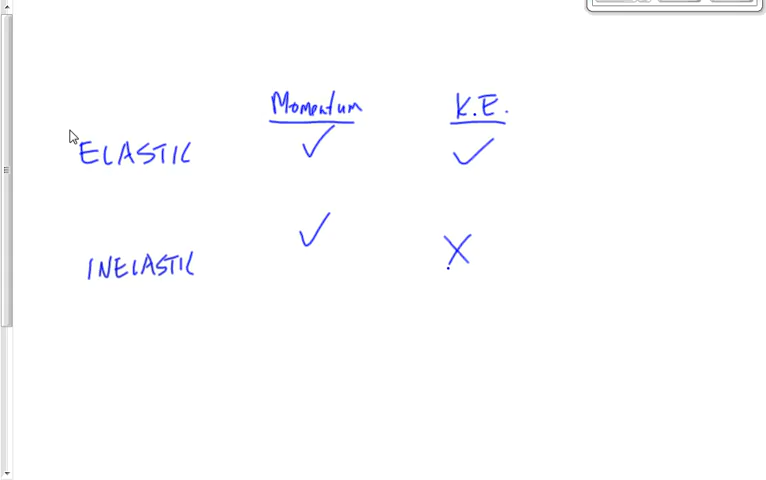 Momentum K.E.
ELASTIC ✓ ✓
INELASTIC ✓ X